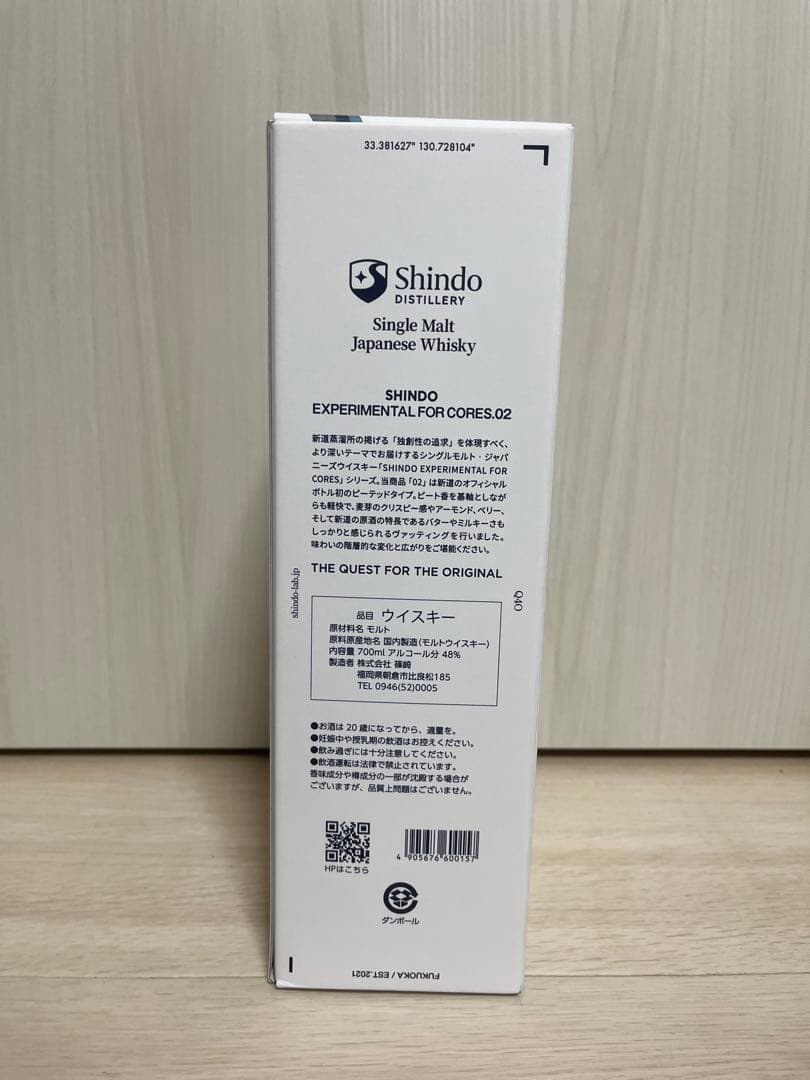 33.381627" 130.728104"
Shindo
DISTILLERY
Single Malt
Japanese Whisky
SHINDO
EXPERIMENTAL FOR CORES.02
新道蒸溜所の掲げる「独創性の追求」を体現すべく、
より深いテーマでお届けするシングルモルト・ジャパ
ニーズウイスキー「SHINDO EXPERIMENTAL FOR
CORES」シリーズ。当商品「02」は新道のオフィシャル
ボトル初のピーテッドタイプ。ピート香を基軸としなが
らも軽快で、麦芽のクリスピー感やアーモンド、ベリー、
そして新道の原酒の特長であるバターやミルキーさも
しっかりと感じられるヴァッティングを行いました。
味わいの階層的な変化と広がりをご堪能ください。
THE QUEST FOR THE ORIGINAL
shindo-lab.jp
Q4O
品目 ウイスキー
原材料名 モルト
原料原産地名 国内製造(モルトウイスキー)
内容量 700ml アルコール分 48%
製造者 株式会社 篠崎
福岡県朝倉市比良松185
TEL 0946(52)0005
●お酒は20歳になってから、適量を。
●妊娠中や授乳期の飲酒はお控えください。
●飲み過ぎには十分注意してください。
●飲酒運転は法律で禁止されています。
香味成分や樽成分の一部が沈殿する場合が
ございますが、品質上問題はございません。
HPはこちら
4 905676 600157
ダンボール
FUKUOKA / EST.2021